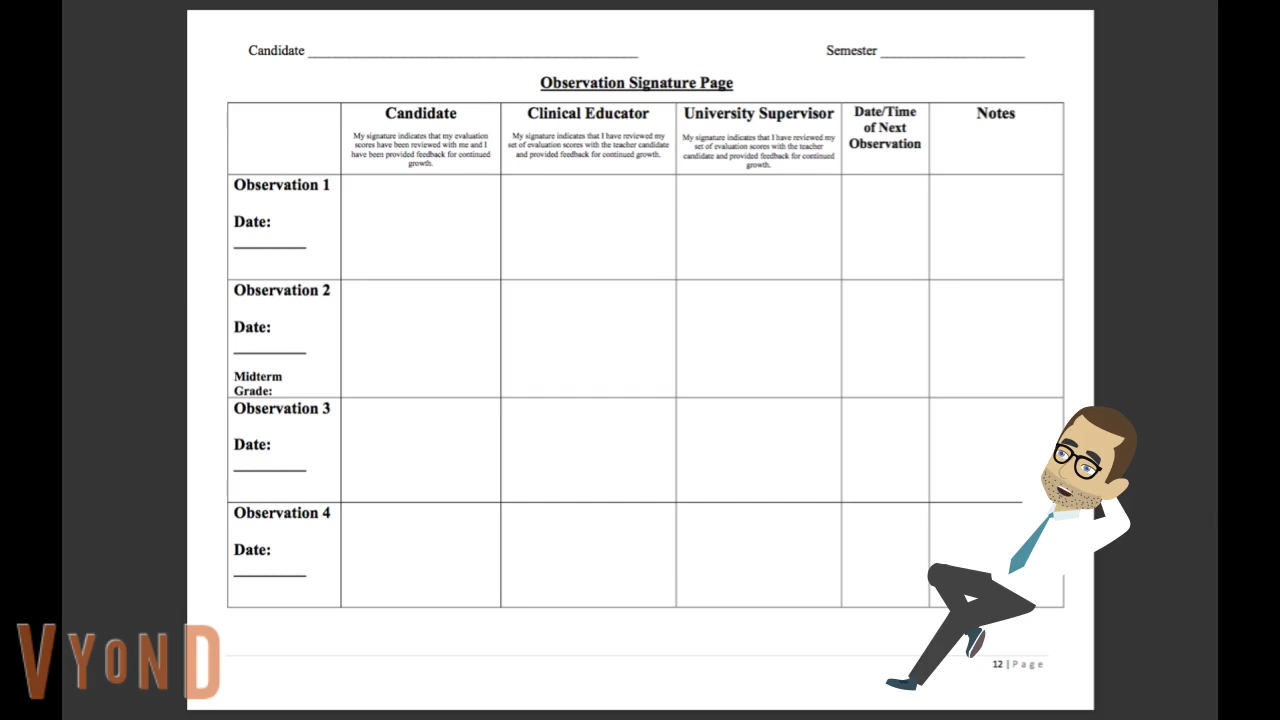 Candidate ______________________________ Semester ______________
Observation Signature Page
Candidate
My signature indicates that my evaluation
scores have been reviewed with me and I
have been provided feedback for continued
growth.
Clinical Educator
My signature indicates that I have reviewed my
set of evaluation scores with the teacher candidate
and provided feedback for continued growth.
University Supervisor
My signature indicates that I have reviewed my
set of evaluation scores with the teacher
candidate and provided feedback for continued
growth.
Date/Time
of Next
Observation
Notes
Observation 1
Date:
Observation 2
Date:
Midterm
Grade:
Observation 3
Date:
Observation 4
Date:
12 | Page
VYOND